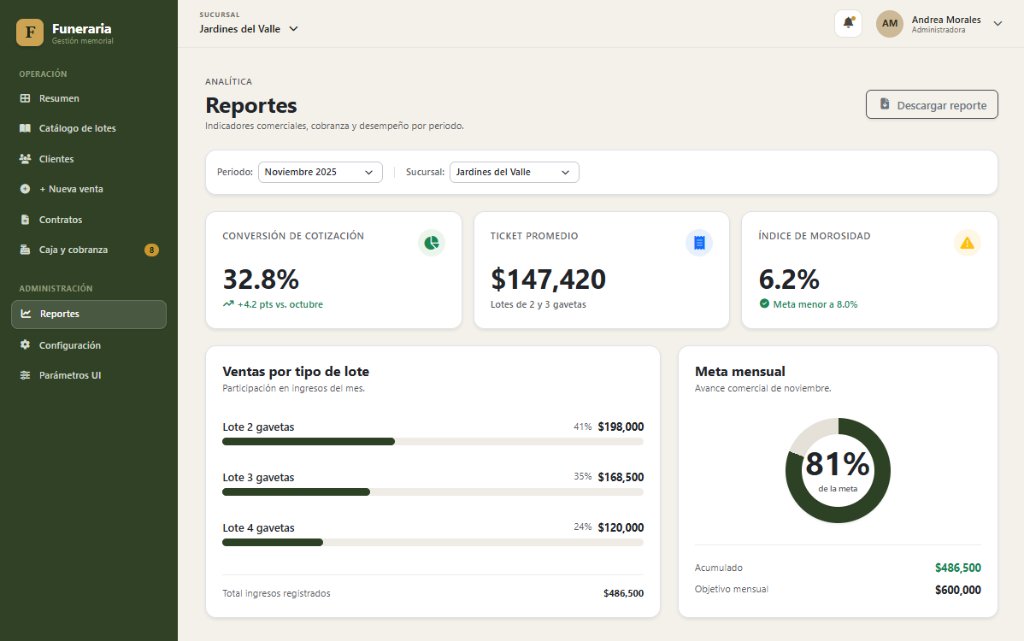 F
Funeraria
Gestión memorial
OPERACIÓN
Resumen
Catálogo de lotes
Clientes
+ Nueva venta
Contratos
Caja y cobranza 8
ADMINISTRACIÓN
Reportes
Configuración
Parámetros UI
SUCURSAL
Jardines del Valle
AM
Andrea Morales
Administradora
ANALÍTICA
Reportes
Indicadores comerciales, cobranza y desempeño por periodo.
Descargar reporte
Periodo: Noviembre 2025 Sucursal: Jardines del Valle
CONVERSIÓN DE COTIZACIÓN
32.8%
+4.2 pts vs. octubre
TICKET PROMEDIO
$147,420
Lotes de 2 y 3 gavetas
ÍNDICE DE MOROSIDAD
6.2%
Meta menor a 8.0%
Ventas por tipo de lote
Participación en ingresos del mes.
Lote 2 gavetas 41% $198,000
Lote 3 gavetas 35% $168,500
Lote 4 gavetas 24% $120,000
Total ingresos registrados $486,500
Meta mensual
Avance comercial de noviembre.
81%
de la meta
Acumulado $486,500
Objetivo mensual $600,000